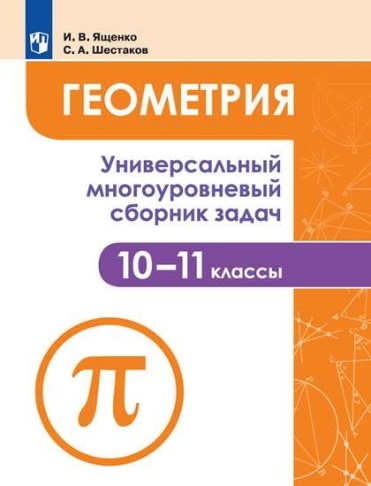 И. В. Ященко
С. А. Шестаков
ГЕОМЕТРИЯ
Универсальный
многоуровневый
сборник задач
10–11 классы
π